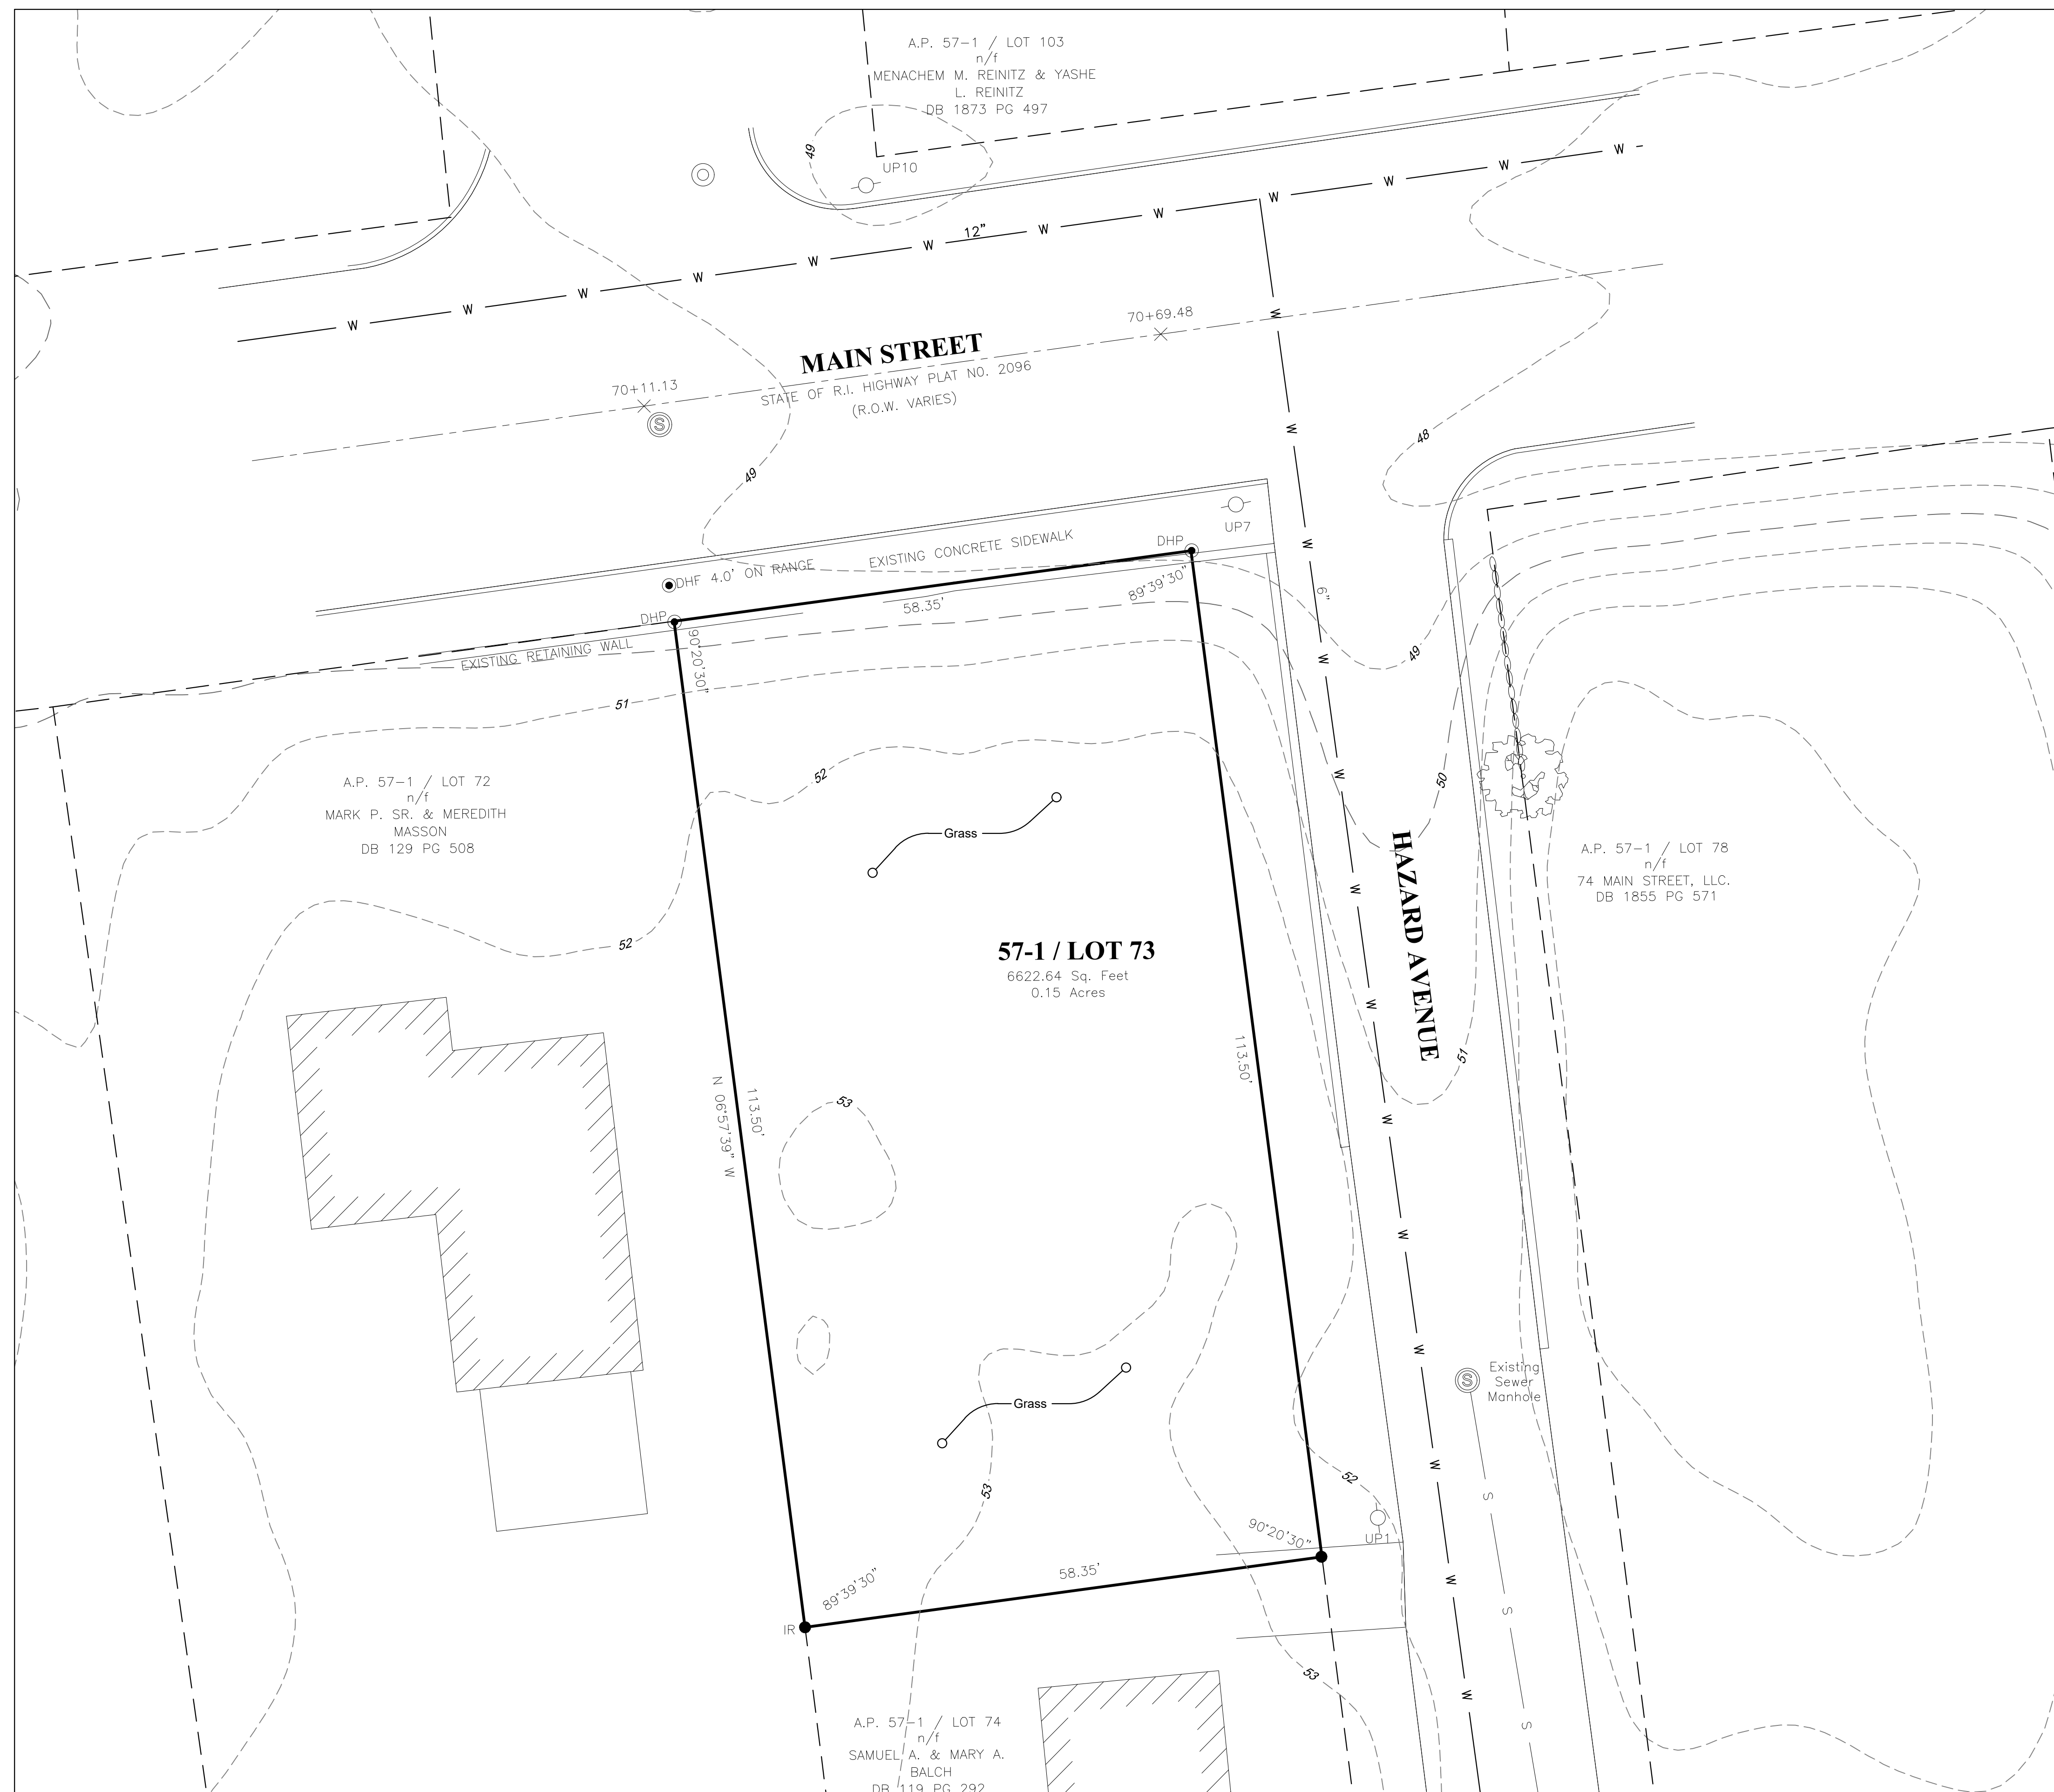 A.P. 57-1 / LOT 103
n/f
MENACHEM M. REINITZ & YASHE
L. REINITZ
DB 1873 PG 497
49
UP10
W W W W W W W W W W W W
12"
70+69.48
MAIN STREET
70+11.13
STATE OF R.I. HIGHWAY PLAT NO. 2096
(R.O.W. VARIES)
S
49
48
UP7
EXISTING CONCRETE SIDEWALK
DHP
DHF 4.0' ON RANGE
89°39'30"
58.35'
6"
DHP
EXISTING RETAINING WALL
90°20'30"
49
51
52
50
A.P. 57-1 / LOT 72
n/f
MARK P. SR. & MEREDITH
MASSON
DB 129 PG 508
Grass
HAZARD AVENUE
A.P. 57-1 / LOT 78
n/f
74 MAIN STREET, LLC.
DB 1855 PG 571
52
57-1 / LOT 73
6622.64 Sq. Feet
0.15 Acres
51
113.50'
N 06°57'39" W
113.50'
53
W W W W W W W W W W W W W
S
Existing
Sewer
Manhole
Grass
53
52
S
UP1
90°20'30"
58.35'
89°39'30"
IR
S
53
S
A.P. 57-1 / LOT 74
n/f
SAMUEL A. & MARY A.
BALCH
DB 119 PG 292